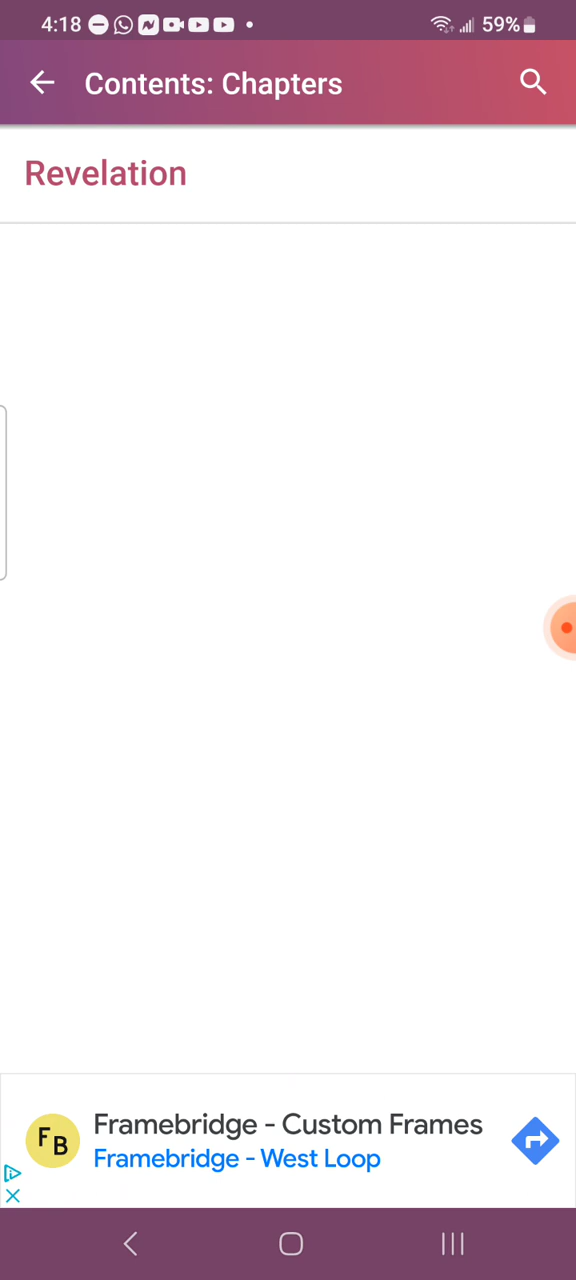 4:18
59%
Contents: Chapters
Revelation
FB
Framebridge - Custom Frames
Framebridge - West Loop